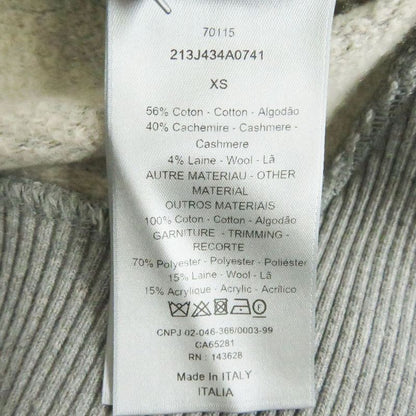 70115
213J434A0741
XS
56% Coton - Cotton - Algodão
40% Cachemire - Cashmere -
Cashmere
4% Laine - Wool - Lã
AUTRE MATERIAU - OTHER
MATERIAL
OUTROS MATERIAIS
100% Coton - Cotton - Algodão
GARNITURE - TRIMMING -
RECORTE
70% Polyester - Polyester - Poliéster
15% Laine - Wool - Lã
15% Acrylique - Acrylic - Acrílico
CNPJ 02-046-366/0003-99
CA65281
RN : 143628
Made In ITALY
ITALIA